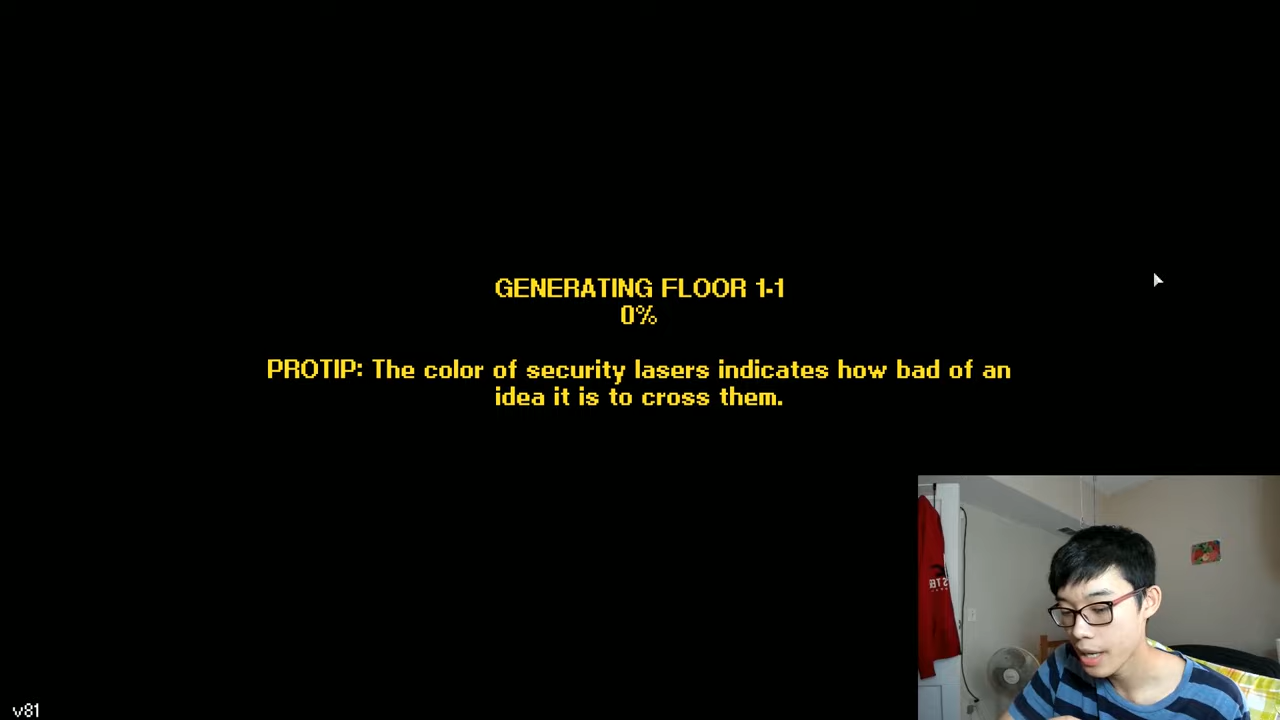 GENERATING FLOOR 1-1
0%
PROTIP: The color of security lasers indicates how bad of an
idea it is to cross them.
v81